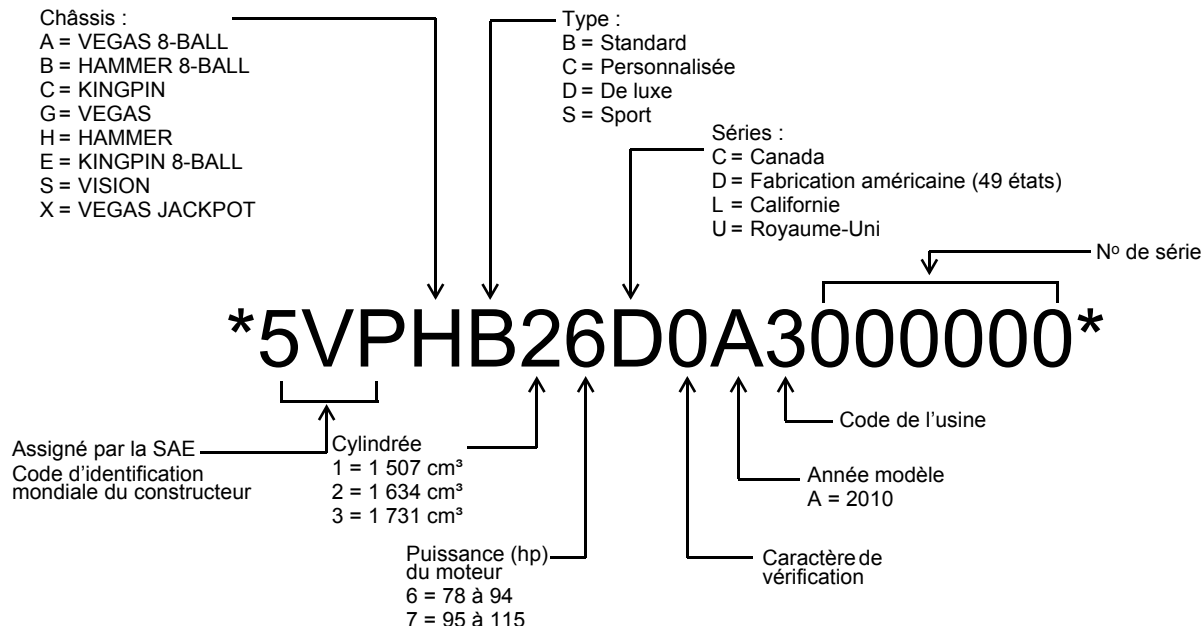 Châssis :
A = VEGAS 8-BALL
B = HAMMER 8-BALL
C = KINGPIN
G = VEGAS
H = HAMMER
E = KINGPIN 8-BALL
S = VISION
X = VEGAS JACKPOT
Type :
B = Standard
C = Personnalisée
D = De luxe
S = Sport
Séries :
C = Canada
D = Fabrication américaine (49 états)
L = Californie
U = Royaume-Uni
Nº de série
*5VPHB26D0A3000000*
Assigné par la SAE
Code d'identification
mondiale du constructeur
Cylindrée
1 = 1 507 cm³
2 = 1 634 cm³
3 = 1 731 cm³
Puissance (hp)
du moteur
6 = 78 à 94
7 = 95 à 115
Caractère de
vérification
Année modèle
A = 2010
Code de l'usine